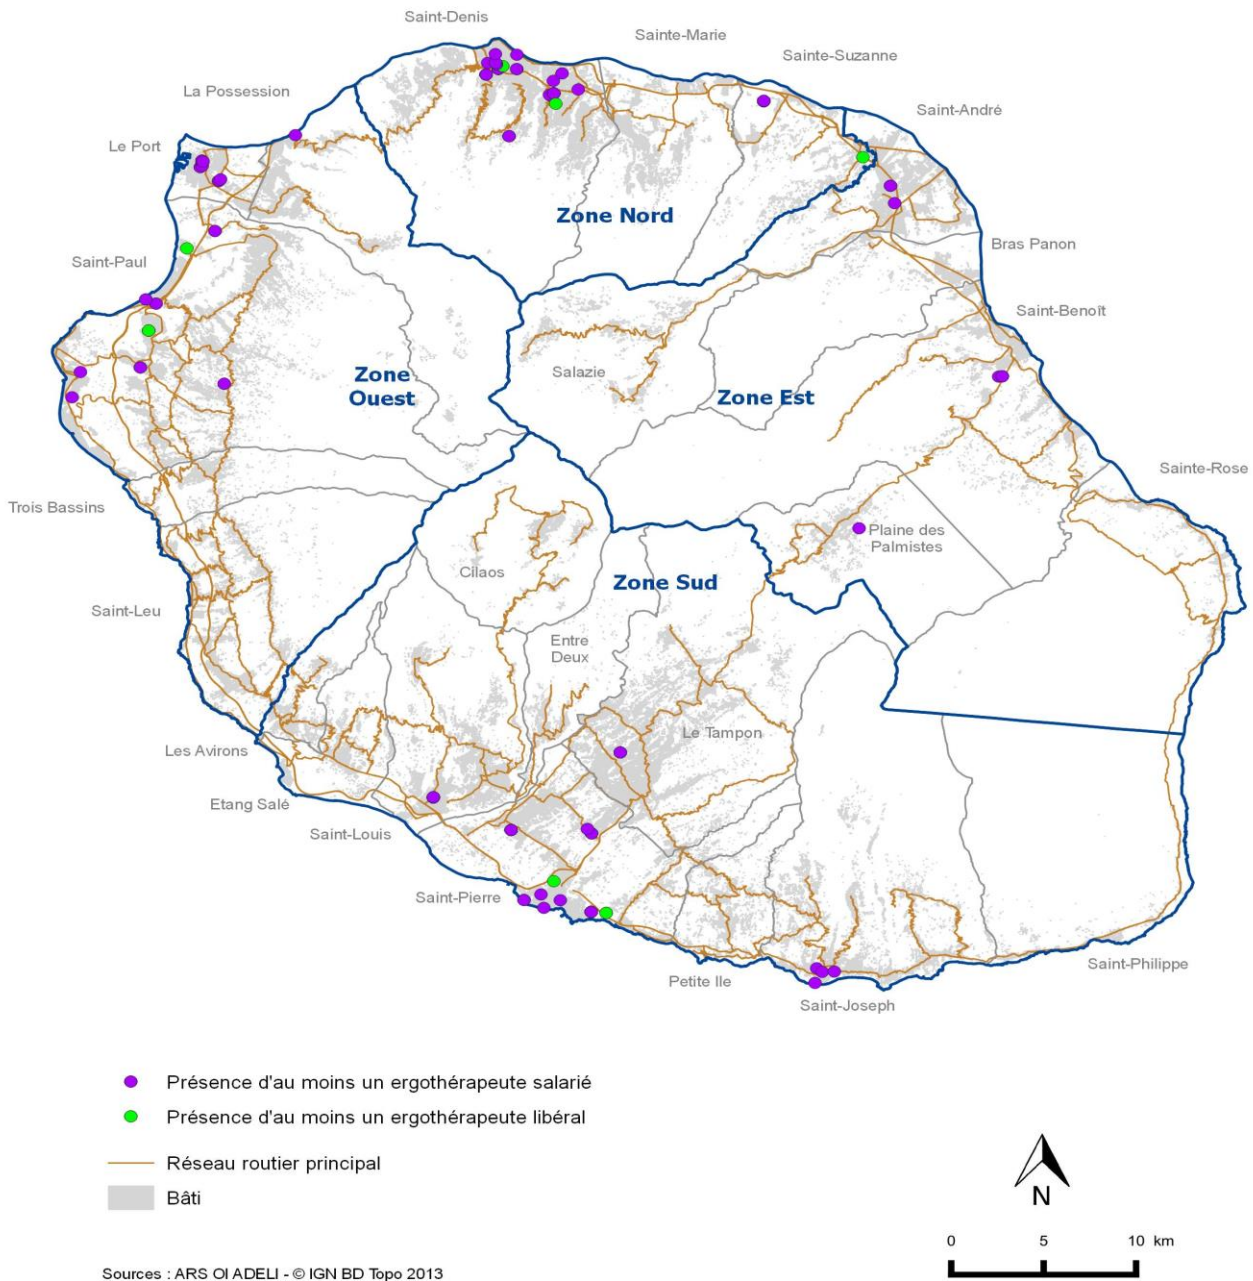 Saint-Denis
Sainte-Marie
Sainte-Suzanne
La Possession
Saint-André
Le Port
Zone Nord
Bras Panon
Saint-Paul
Saint-Benoît
Salazie
Zone
Ouest
Zone Est
Sainte-Rose
Trois Bassins
Plaine des
Palmistes
Cilaos
Zone Sud
Saint-Leu
Entre
Deux
Le Tampon
Les Avirons
Etang Salé
Saint-Louis
Saint-Pierre
Saint-Philippe
Petite Ile
Saint-Joseph
Présence d'au moins un ergothérapeute salarié
Présence d'au moins un ergothérapeute libéral
Réseau routier principal
Bâti
N
0 5 10 km
Sources : ARS OI ADELI - © IGN BD Topo 2013